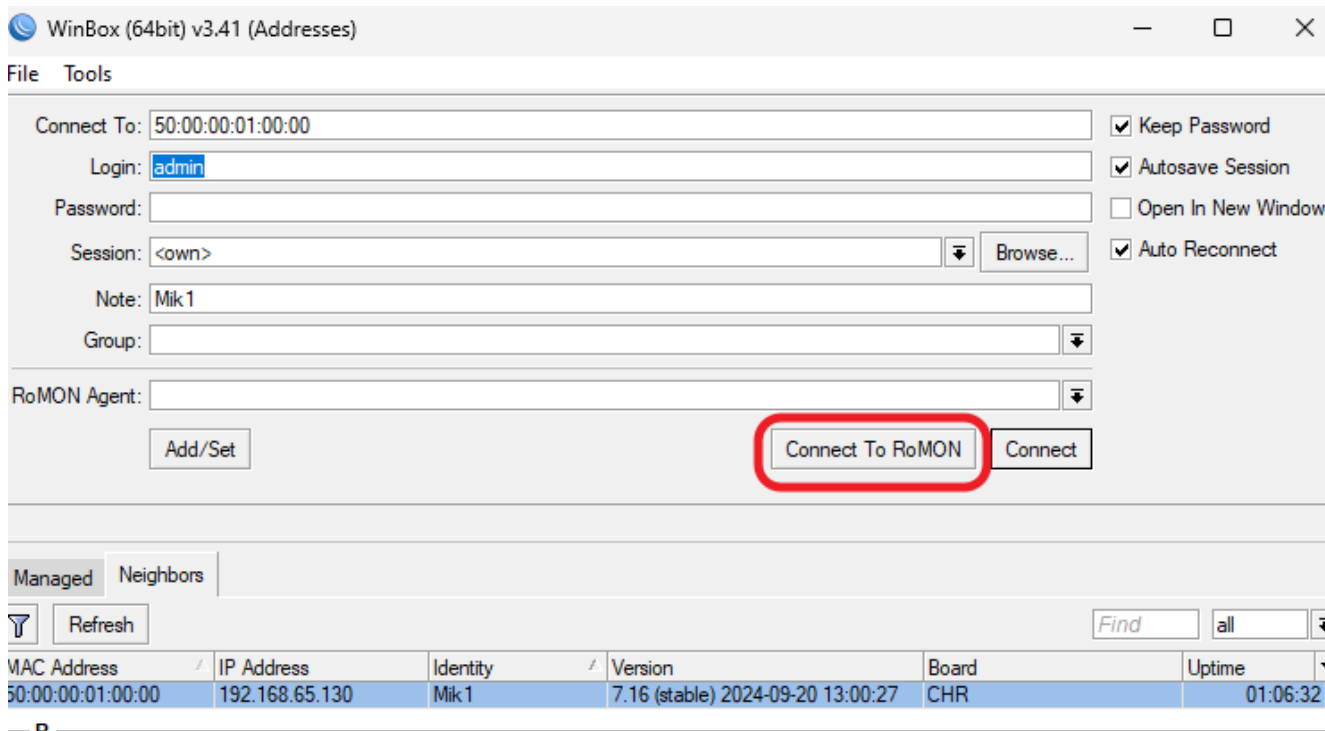 WinBox (64bit) v3.41 (Addresses)
File Tools
Connect To: 50:00:00:01:00:00
Keep Password
Login: admin
Autosave Session
Password:
Open In New Window
Session: <own> Browse...
Auto Reconnect
Note: Mik1
Group:
RoMON Agent:
Add/Set Connect To RoMON Connect
Managed Neighbors
Refresh Find all
MAC Address IP Address Identity Version Board Uptime
50:00:00:01:00:00 192.168.65.130 Mik1 7.16 (stable) 2024-09-20 13:00:27 CHR 01:06:32